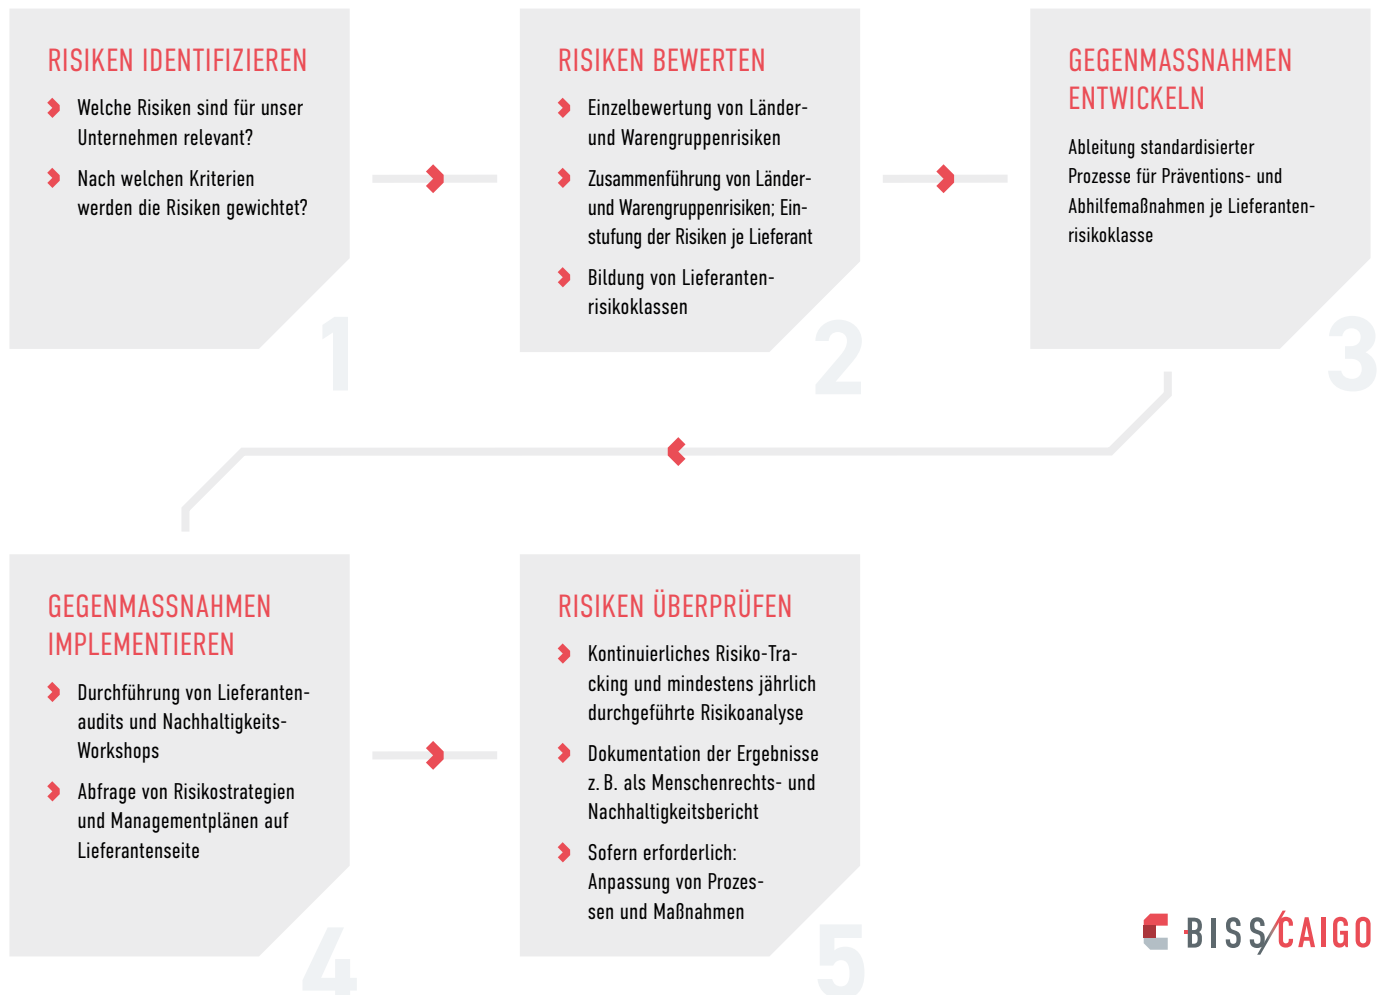 RISIKEN IDENTIFIZIEREN
Welche Risiken sind für unser
Unternehmen relevant?
Nach welchen Kriterien
werden die Risiken gewichtet?
1
RISIKEN BEWERTEN
Einzelbewertung von Länder-
und Warengruppenrisiken
Zusammenführung von Länder-
und Warengruppenrisiken; Ein-
stufung der Risiken je Lieferant
Bildung von Lieferanten-
risikoklassen
2
GEGENMASSNAHMEN
ENTWICKELN
Ableitung standardisierter
Prozesse für Präventions- und
Abhilfemaßnahmen je Lieferanten-
risikoklasse
3
GEGENMASSNAHMEN
IMPLEMENTIEREN
Durchführung von Lieferanten-
audits und Nachhaltigkeits-
Workshops
Abfrage von Risikostrategien
und Managementplänen auf
Lieferantenseite
4
RISIKEN ÜBERPRÜFEN
Kontinuierliches Risiko-Tra-
cking und mindestens jährlich
durchgeführte Risikoanalyse
Dokumentation der Ergebnisse
z. B. als Menschenrechts- und
Nachhaltigkeitsbericht
Sofern erforderlich:
Anpassung von Prozes-
sen und Maßnahmen
5
BISS/CAIGO